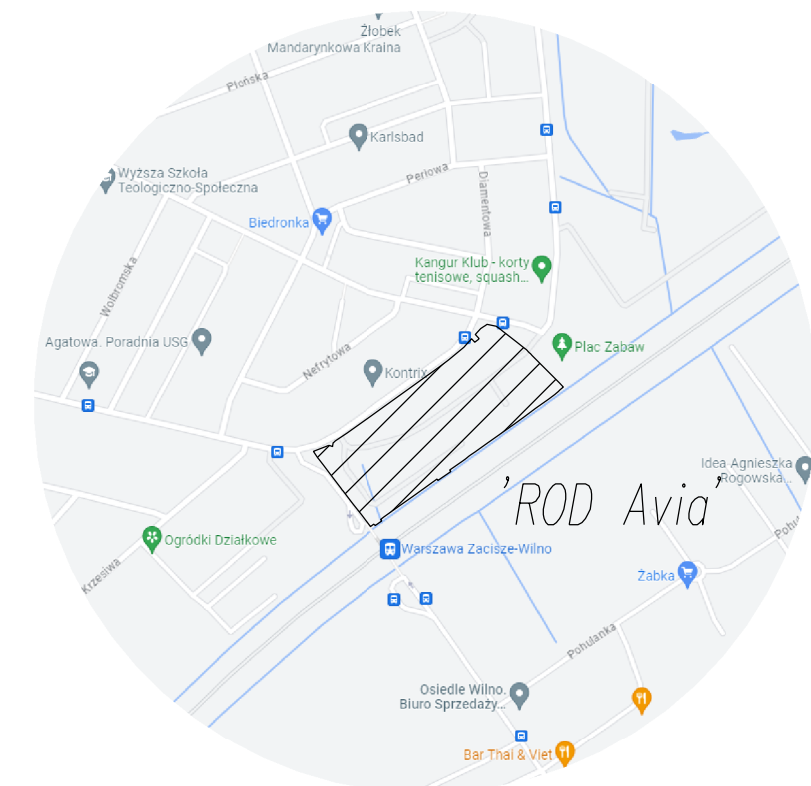 Żłobek
Mandarynkowa Kraina
Płońska
Karlsbad
Wyższa Szkoła
Teologiczno-Społeczna
Perłowa
Diamentowa
Biedronka
Kangur Klub - korty
tenisowe, squash...
Wolbromska
Agatowa. Poradnia USG
Nefrytowa
Kontrix
Plac Zabaw
Idea-Agnieszka
Rogowska...
'ROD Avia'
Ogródki Działkowe
Warszawa Zacisze-Wilno
Krzesiwa
Żabka
Pohulanka
Osiedle Wilno.
Biuro Sprzedaży...
Bar Thai & Viet